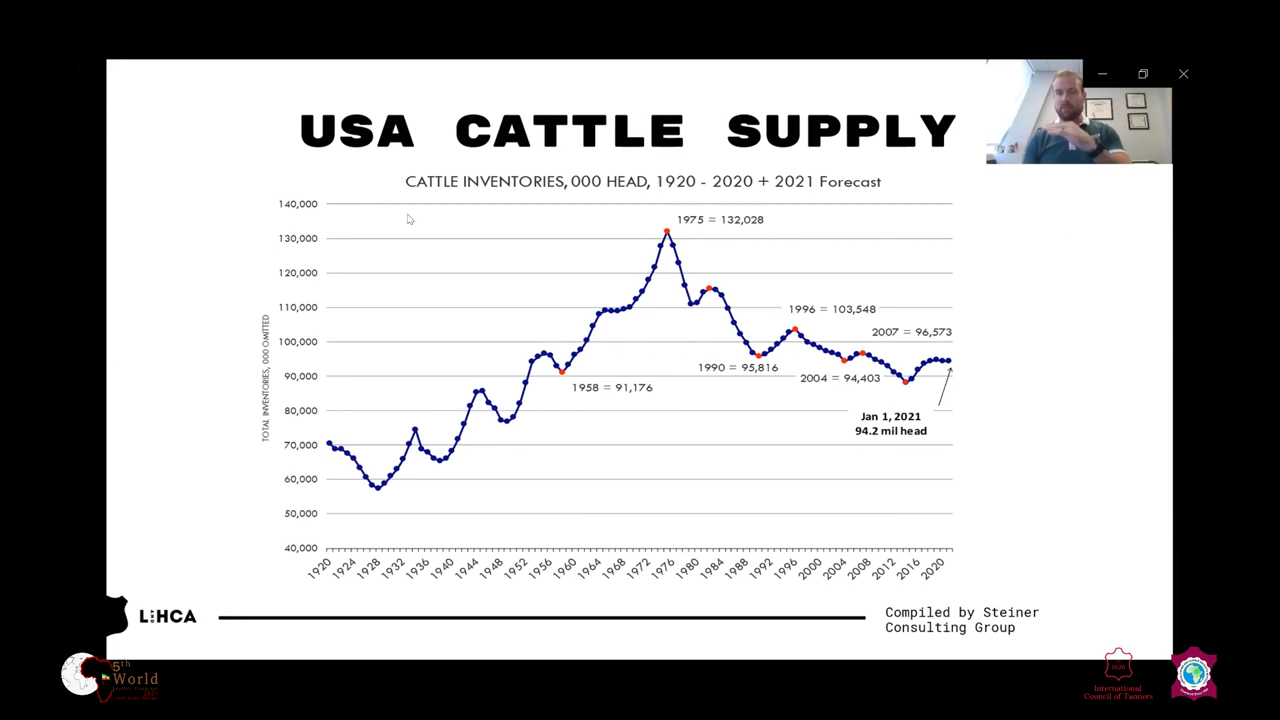 USA CATTLE SUPPLY
CATTLE INVENTORIES, 000 HEAD, 1920 - 2020 + 2021 Forecast
TOTAL INVENTORIES, 000 OMITTED
140,000
130,000
120,000
110,000
100,000
90,000
80,000
70,000
60,000
50,000
40,000
1975 = 132,028
1996 = 103,548
2007 = 96,573
1990 = 95,816
2004 = 94,403
1958 = 91,176
Jan 1, 2021
94.2 mil head
1920 1924 1928 1932 1936 1940 1944 1948 1952 1956 1960 1964 1968 1972 1976 1980 1984 1988 1992 1996 2000 2004 2008 2012 2016 2020
LHCA
Compiled by Steiner
Consulting Group
5th
World
Leather Congress
2021
International
Council of Tanners